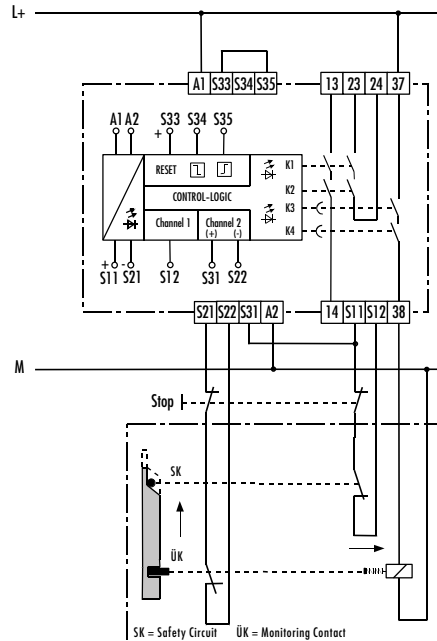 L+
A1 S33 S34 S35 13 23 24 37
A1 A2 S33 S34 S35
+
RESET
K1
CONTROL-LOGIC
K2
K3
Channel 1 Channel 2
(+) (-)
K4
+ -
S11 S21 S12 S31 S22
S21 S22 S31 A2 14 S11 S12 38
M
Stop
SK
ÜK
SK = Safety Circuit ÜK = Monitoring Contact